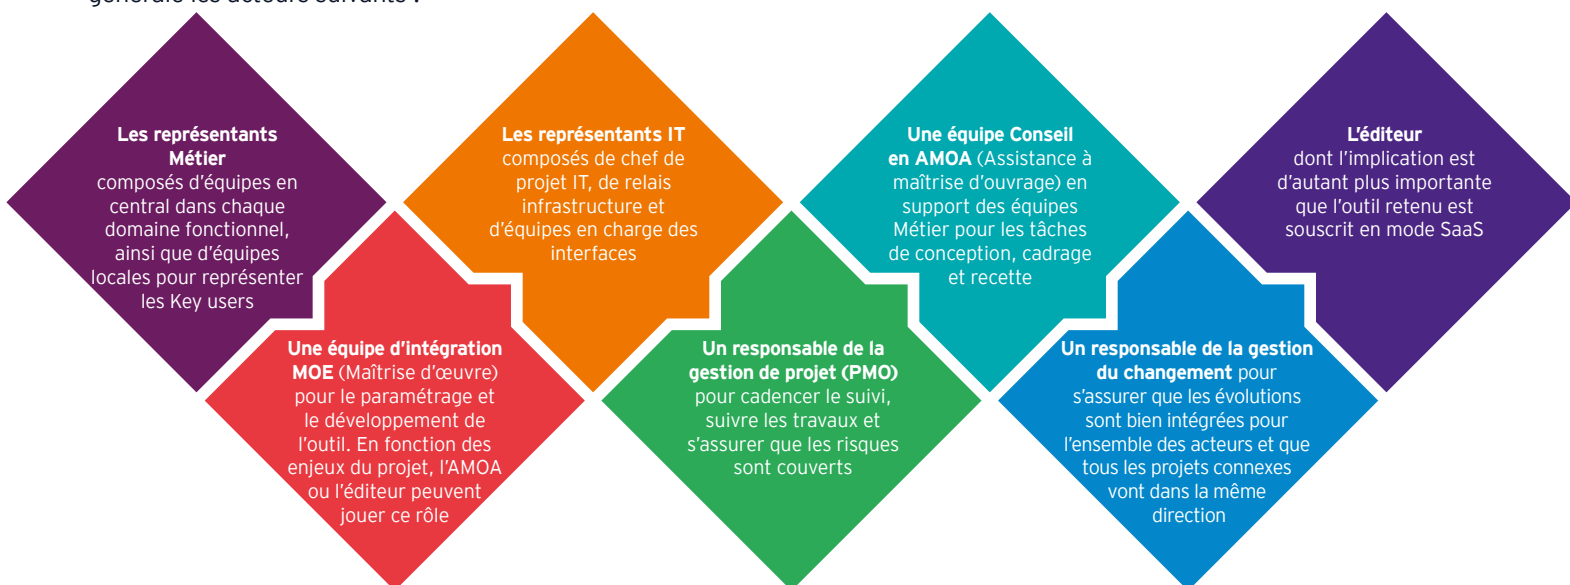 générale les acteurs suivants :
Les représentants
Métier
composés d'équipes en
central dans chaque
domaine fonctionnel,
ainsi que d'équipes
locales pour représenter
les Key users
Une équipe d'intégration
MOE (Maîtrise d'œuvre)
pour le paramétrage et
le développement de
l'outil. En fonction des
enjeux du projet, l'AMOA
ou l'éditeur peuvent
jouer ce rôle
Les représentants IT
composés de chef de
projet IT, de relais
infrastructure et
d'équipes en charge des
interfaces
Un responsable de la
gestion de projet (PMO)
pour cadencer le suivi,
suivre les travaux et
s'assurer que les risques
sont couverts
Une équipe Conseil
en AMOA (Assistance à
maîtrise d'ouvrage) en
support des équipes
Métier pour les tâches
de conception, cadrage
et recette
Un responsable de la gestion
du changement pour
s'assurer que les évolutions
sont bien intégrées pour
l'ensemble des acteurs et que
tous les projets connexes
vont dans la même
direction
L'éditeur
dont l'implication est
d'autant plus importante
que l'outil retenu est
souscrit en mode SaaS